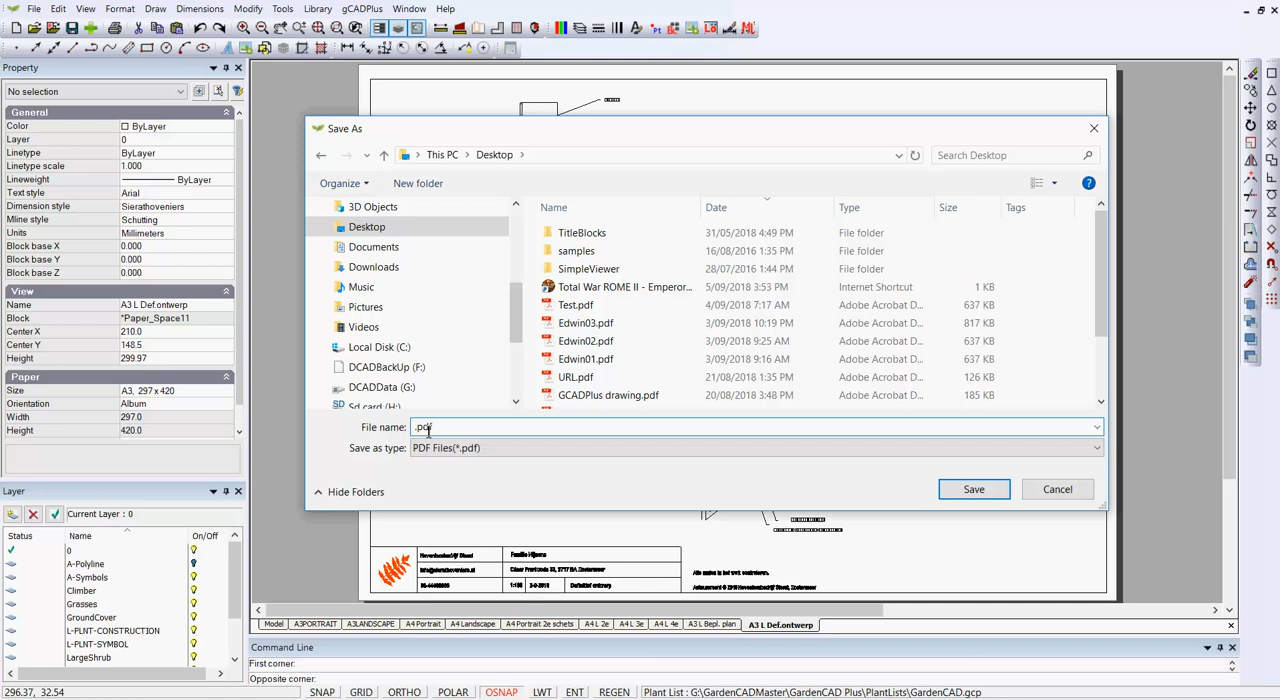 File Edit View Format Draw Dimensions Modify Tools Library gCADPlus Window Help
Property
No selection
General
Color ByLayer
Layer 0
Linetype ByLayer
Linetype scale 1.000
Lineweight ByLayer
Text style Arial
Dimension style Sierathoveniers
Mline style Schutting
Units Millimeters
Block base X 0.000
Block base Y 0.000
Block base Z 0.000
View
Name A3 L Def.ontwerp
Block *Paper_Space11
Center X 210.0
Center Y 148.5
Height 299.97
Paper
Size A3, 297 x 420
Orientation Album
Width 297.0
Height 420.0
Layer
Current Layer : 0
Status Name On/Off
0
A-Polyline
A-Symbols
Climber
Grasses
GroundCover
L-PLNT-CONSTRUCTION
L-PLNT-SYMBOL
LargeShrub
Save As
This PC Desktop
Search Desktop
Organize New folder
3D Objects
Desktop
Documents
Downloads
Music
Pictures
Videos
Local Disk (C:)
DCADBackUp (F:)
DCADData (G:)
Sd card (H:)
Name Date Type Size Tags
TitleBlocks 31/05/2018 4:49 PM File folder
samples 16/08/2016 1:35 PM File folder
SimpleViewer 28/07/2016 1:44 PM File folder
Total War ROME II - Emperor... 5/09/2018 3:53 PM Internet Shortcut 1 KB
Test.pdf 4/09/2018 7:17 AM Adobe Acrobat D... 637 KB
Edwin03.pdf 3/09/2018 10:19 PM Adobe Acrobat D... 817 KB
Edwin02.pdf 3/09/2018 9:25 AM Adobe Acrobat D... 637 KB
Edwin01.pdf 3/09/2018 9:16 AM Adobe Acrobat D... 637 KB
URL.pdf 21/08/2018 1:35 PM Adobe Acrobat D... 126 KB
GCADPlus drawing.pdf 20/08/2018 3:48 PM Adobe Acrobat D... 185 KB
File name: .pdf
Save as type: PDF Files(*.pdf)
Hide Folders Save Cancel
Model A3PORTRAIT A3LANDSCAPE A4 Portrait A4 Landscape A4 Portrait 2e schets A4 L 2e A4 L 3e A4 L 4e A3 L Bepl. plan A3 L Def.ontwerp
Command Line
First corner:
Opposite corner:
296.37, 32.54 SNAP GRID ORTHO POLAR OSNAP LWT ENT REGEN Plant List : G:\GardenCADMaster\GardenCAD Plus\PlantLists\GardenCAD.gcp